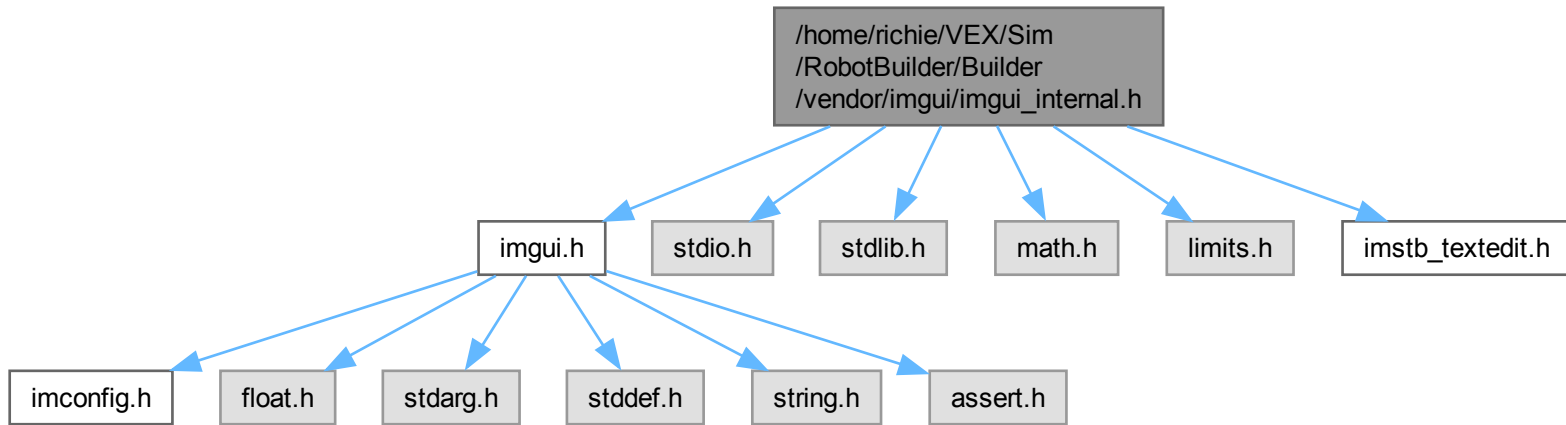 /home/richie/VEX/Sim
/RobotBuilder/Builder
/vendor/imgui/imgui_internal.h
imgui.h
stdio.h
stdlib.h
math.h
limits.h
imstb_textedit.h
imconfig.h
float.h
stdarg.h
stddef.h
string.h
assert.h